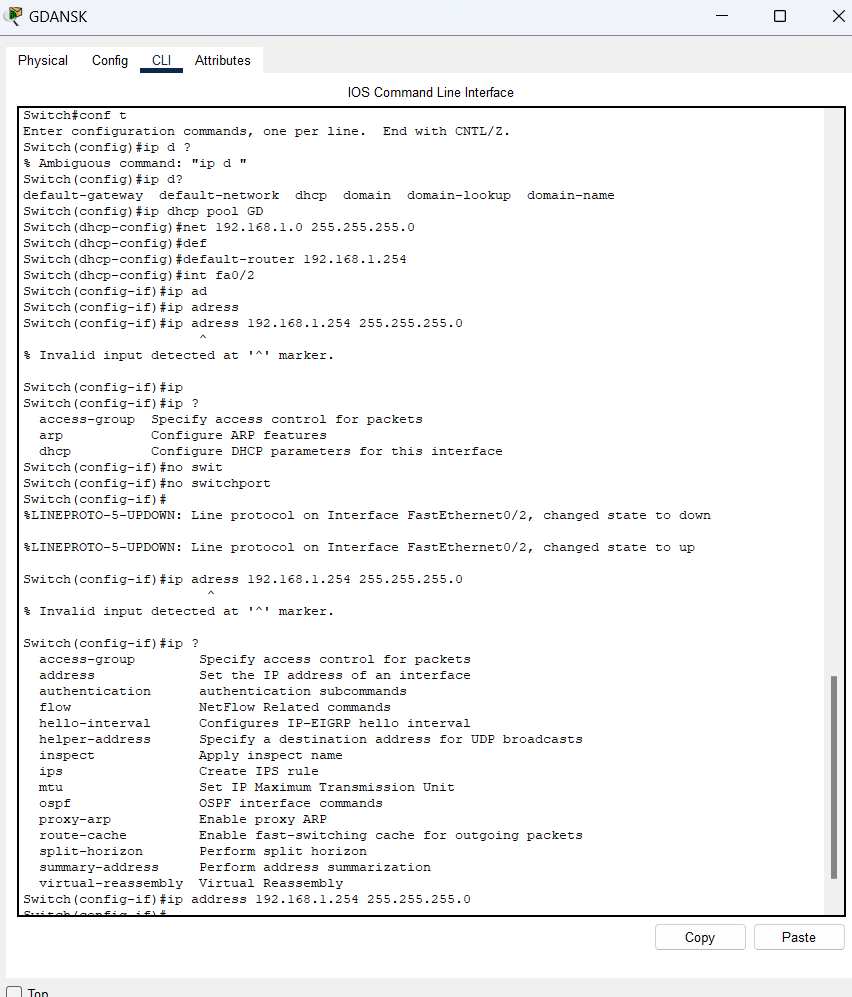 GDANSK
Physical Config CLI Attributes
IOS Command Line Interface
Switch#conf t
Enter configuration commands, one per line.  End with CNTL/Z.
Switch(config)#ip d ?
% Ambiguous command: "ip d "
Switch(config)#ip d?
default-gateway  default-network  dhcp  domain  domain-lookup  domain-name
Switch(config)#ip dhcp pool GD
Switch(dhcp-config)#net 192.168.1.0 255.255.255.0
Switch(dhcp-config)#def
Switch(dhcp-config)#default-router 192.168.1.254
Switch(dhcp-config)#int fa0/2
Switch(config-if)#ip ad
Switch(config-if)#ip adress
Switch(config-if)#ip adress 192.168.1.254 255.255.255.0
^
% Invalid input detected at '^' marker.
Switch(config-if)#ip
Switch(config-if)#ip ?
access-group  Specify access control for packets
arp           Configure ARP features
dhcp          Configure DHCP parameters for this interface
Switch(config-if)#no swit
Switch(config-if)#no switchport
Switch(config-if)#
%LINEPROTO-5-UPDOWN: Line protocol on Interface FastEthernet0/2, changed state to down
%LINEPROTO-5-UPDOWN: Line protocol on Interface FastEthernet0/2, changed state to up
Switch(config-if)#ip adress 192.168.1.254 255.255.255.0
^
% Invalid input detected at '^' marker.
Switch(config-if)#ip ?
access-group        Specify access control for packets
address             Set the IP address of an interface
authentication      authentication subcommands
flow                NetFlow Related commands
hello-interval      Configures IP-EIGRP hello interval
helper-address      Specify a destination address for UDP broadcasts
inspect             Apply inspect name
ips                 Create IPS rule
mtu                 Set IP Maximum Transmission Unit
ospf                OSPF interface commands
proxy-arp           Enable proxy ARP
route-cache         Enable fast-switching cache for outgoing packets
split-horizon       Perform split horizon
summary-address     Perform address summarization
virtual-reassembly  Virtual Reassembly
Switch(config-if)#ip address 192.168.1.254 255.255.255.0
Switch(config-if)#
Copy Paste
Top